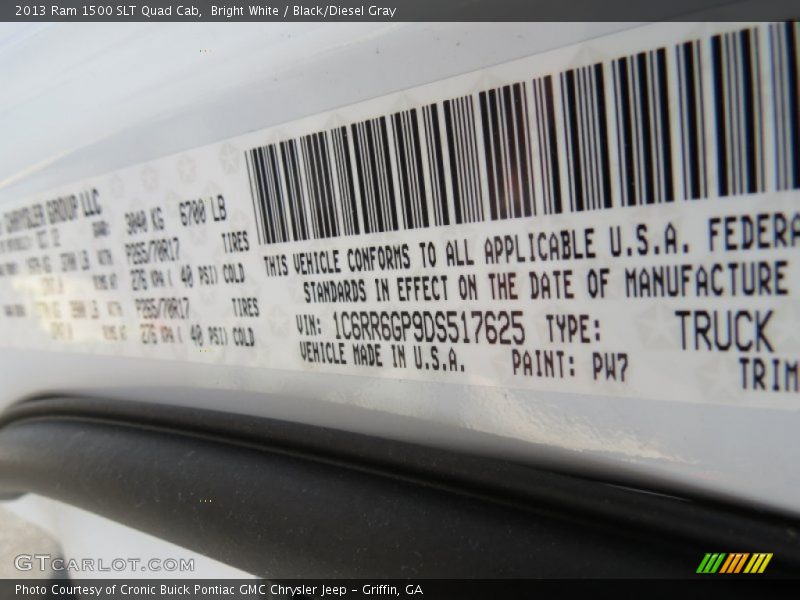 2013 Ram 1500 SLT Quad Cab, Bright White / Black/Diesel Gray
CHRYSLER GROUP LLC
3040 KG 6700 LB
P265/70R17 TIRES
276 KPA ( 40 PSI) COLD
P265/70R17 TIRES
276 KPA ( 40 PSI) COLD
THIS VEHICLE CONFORMS TO ALL APPLICABLE U.S.A. FEDERA
STANDARDS IN EFFECT ON THE DATE OF MANUFACTURE
VIN: 1C6RR6GP9DS517625 TYPE: TRUCK
VEHICLE MADE IN U.S.A. PAINT: PW7 TRIM
GTCARLOT.COM
Photo Courtesy of Cronic Buick Pontiac GMC Chrysler Jeep - Griffin, GA